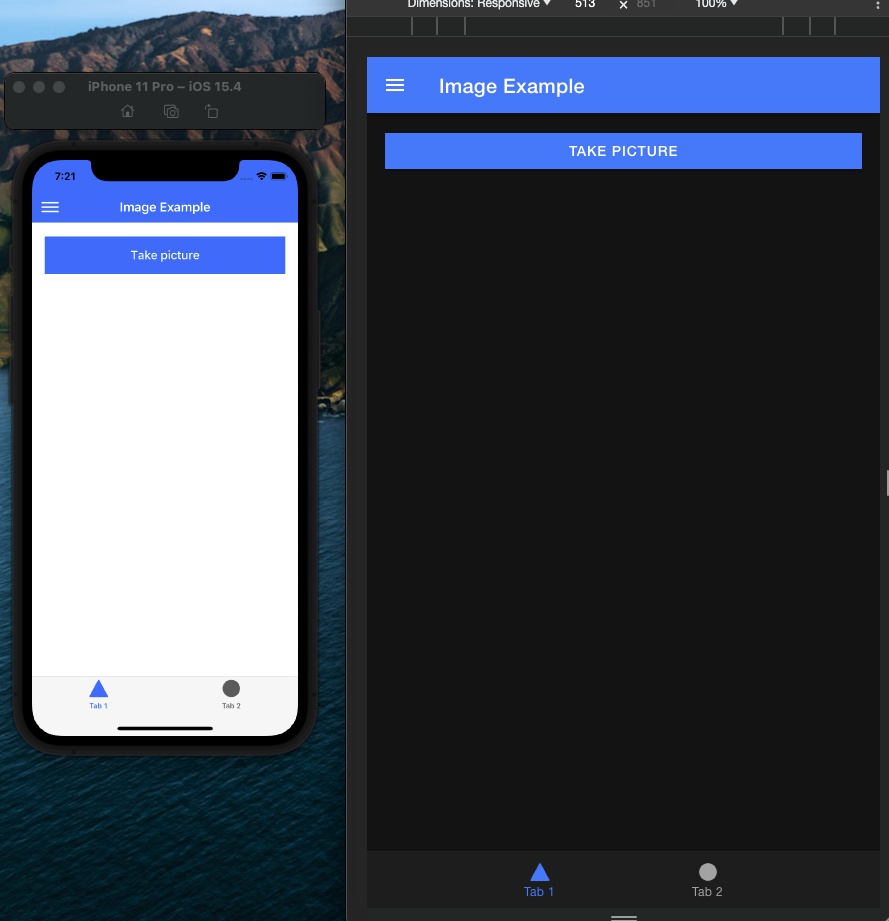 Dimensions: Responsive ▼ 513 × 851 100% ▼
iPhone 11 Pro – iOS 15.4
7:21
Image Example
Take picture
Tab 1 Tab 2
Image Example
TAKE PICTURE
Tab 1 Tab 2